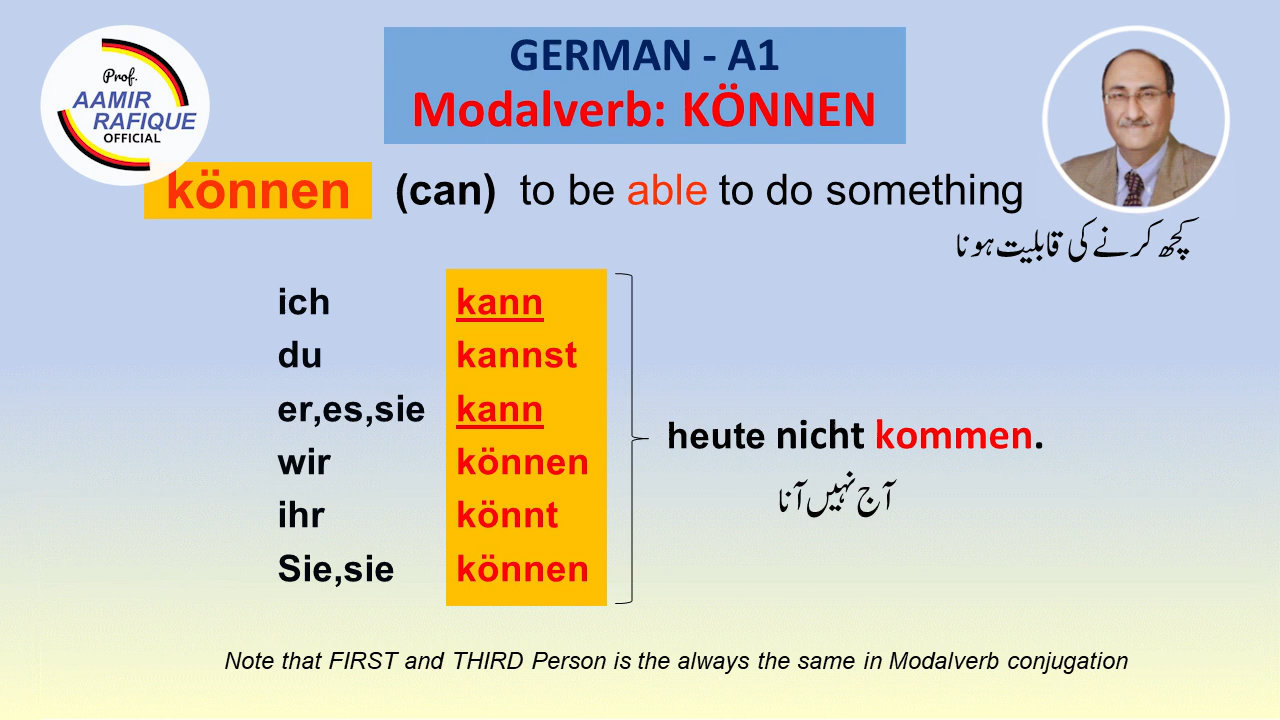 Prof.
AAMIR
RAFIQUE
OFFICIAL
GERMAN - A1
Modalverb: KÖNNEN
können (can) to be able to do something
کچھ کرنے کی قابلیت ہونا
ich kann
du kannst
er,es,sie kann
wir können
ihr könnt
Sie,sie können
heute nicht kommen.
آج نہیں آنا
Note that FIRST and THIRD Person is the always the same in Modalverb conjugation